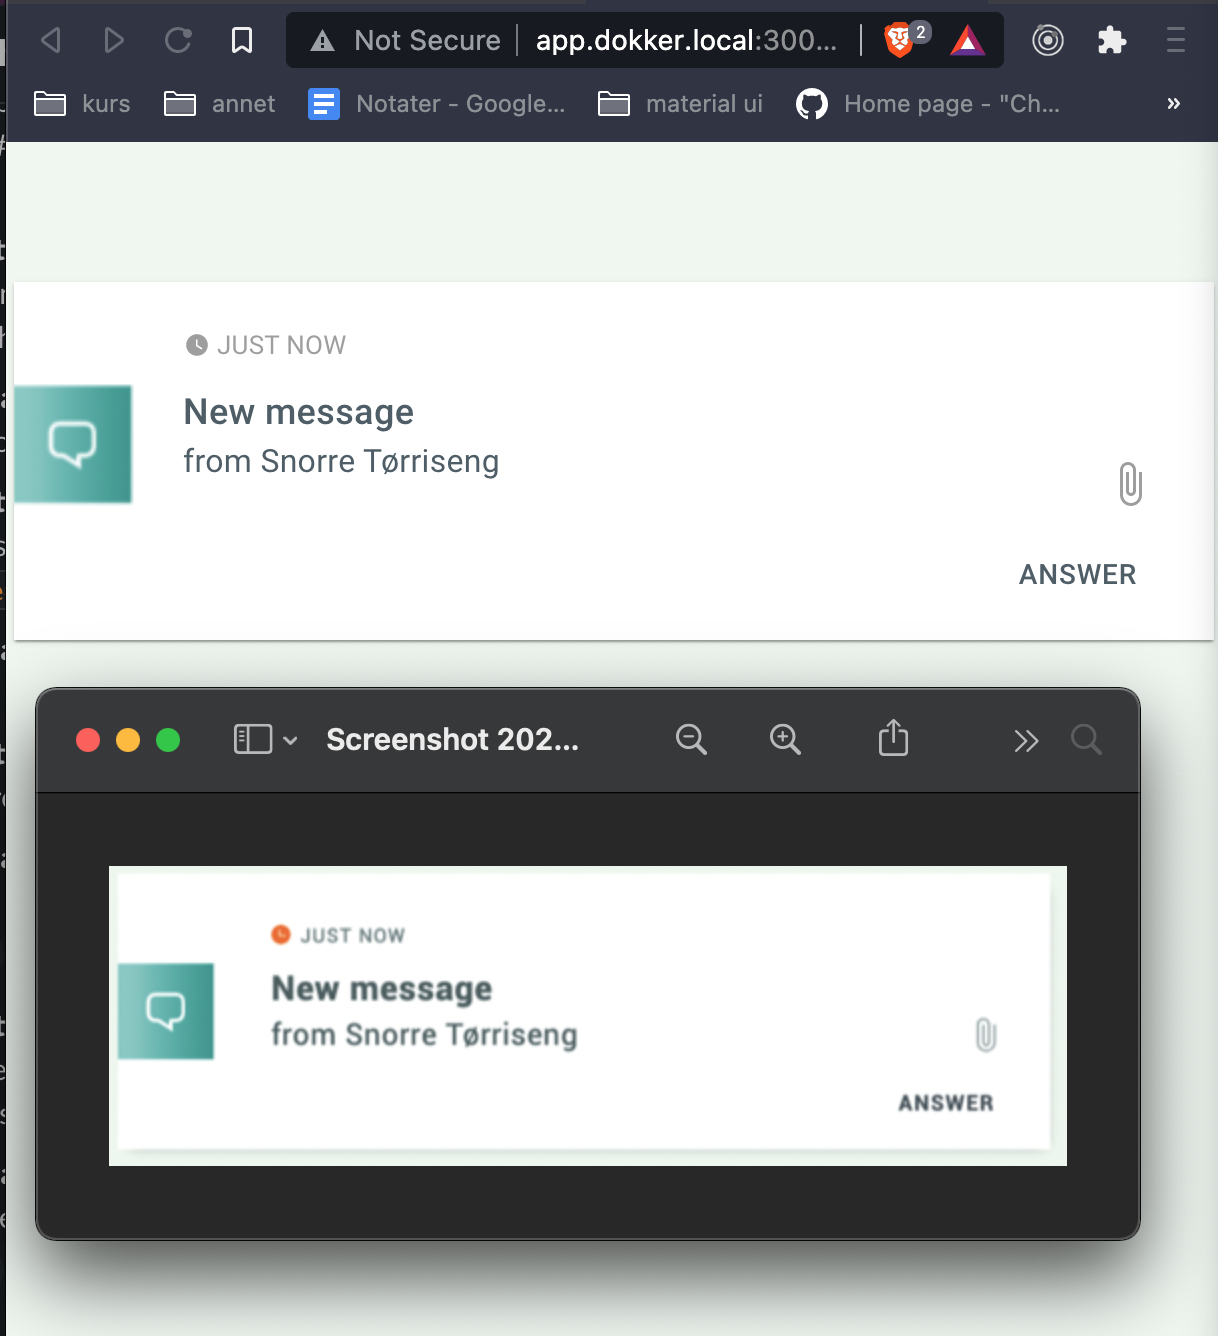 Not Secure app.dokker.local:300...
2
kurs annet Notater - Google... material ui Home page - "Ch... »
JUST NOW
New message
from Snorre Tørriseng
ANSWER
Screenshot 202...
JUST NOW
New message
from Snorre Tørriseng
ANSWER